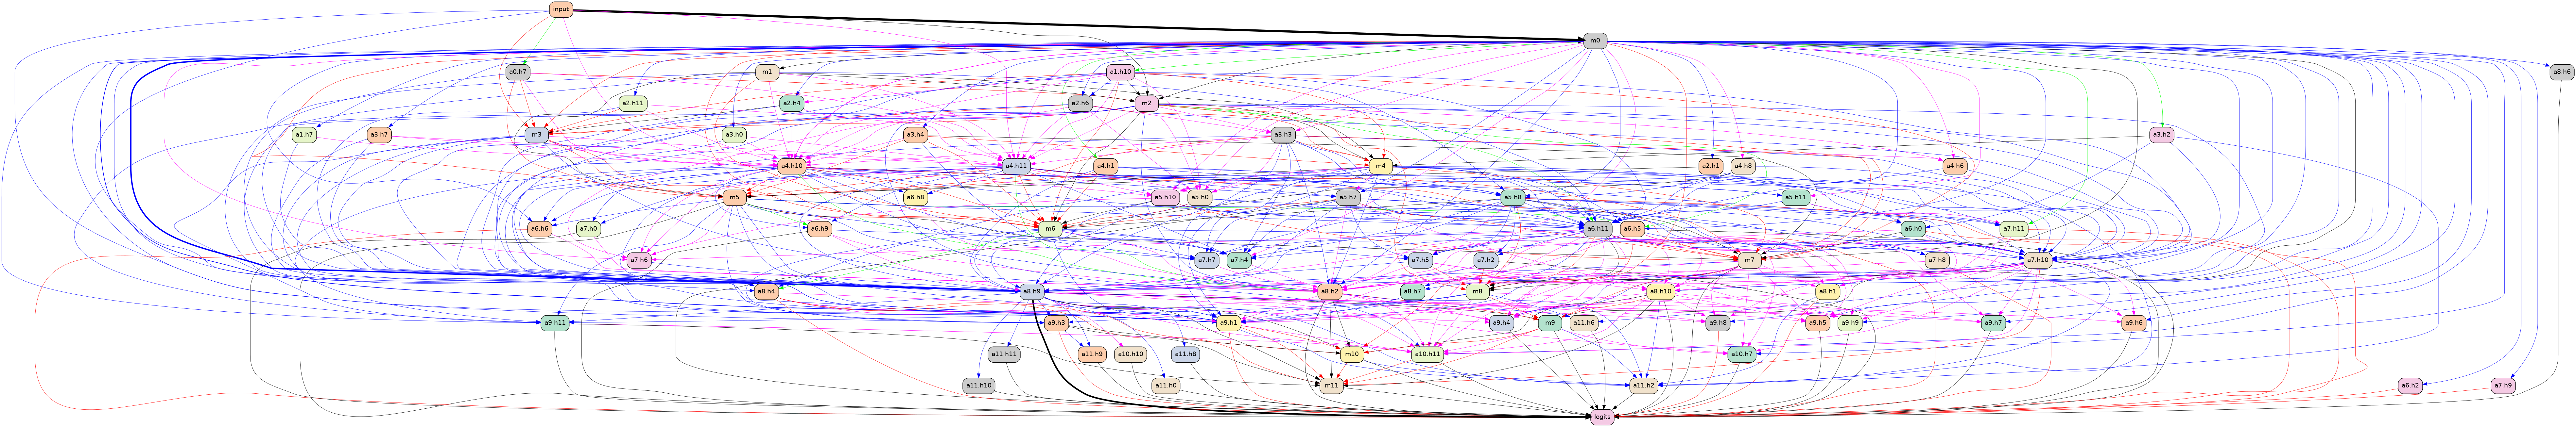 input
m0
a0.h7 m1 a1.h10 a8.h6
a2.h11 a2.h4 a2.h6 m2
a1.h7 a3.h7 m3 a3.h0 a3.h4 a3.h3 a3.h2
a4.h10 a4.h11 a4.h1 m4 a2.h1 a4.h8 a4.h6
m5 a6.h8 a5.h10 a5.h0 a5.h7 a5.h8 a5.h11
a6.h6 a7.h0 a6.h9 m6 a6.h11 a6.h5 a6.h0 a7.h11
a7.h6 a7.h7 a7.h4 a7.h5 a7.h2 m7 a7.h8 a7.h10
a8.h4 a8.h9 a8.h2 a8.h7 m8 a8.h10 a8.h1
a9.h11 a9.h3 a9.h1 a9.h4 m9 a11.h6 a9.h8 a9.h5 a9.h9 a9.h7 a9.h6
a11.h11 a11.h9 a10.h10 a11.h8 m10 a10.h11 a10.h7
a11.h10 a11.h0 m11 a11.h2 a6.h2 a7.h9
logits